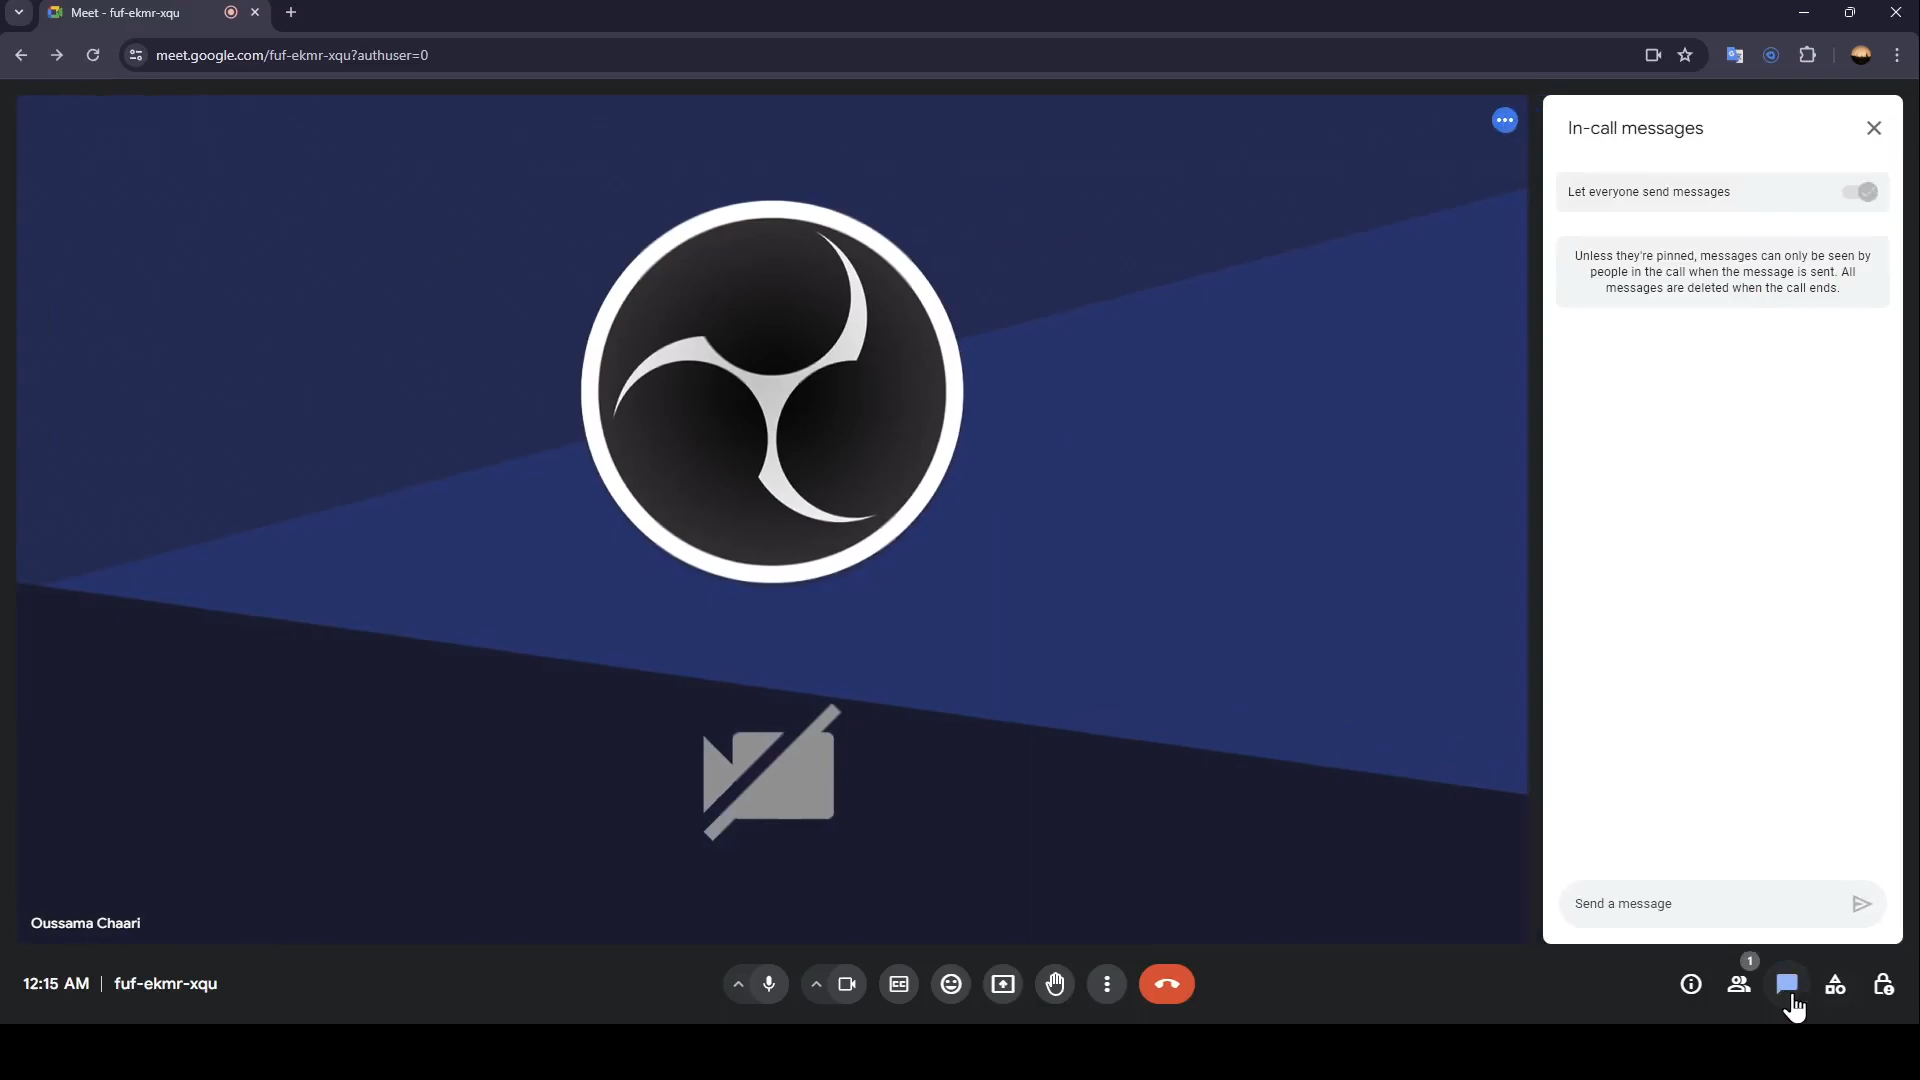 Meet - fuf-ekmr-xqu
meet.google.com/fuf-ekmr-xqu?authuser=0
In-call messages
Let everyone send messages
Unless they're pinned, messages can only be seen by
people in the call when the message is sent. All
messages are deleted when the call ends.
Send a message
Oussama Chaari
12:15 AM | fuf-ekmr-xqu
CC
1